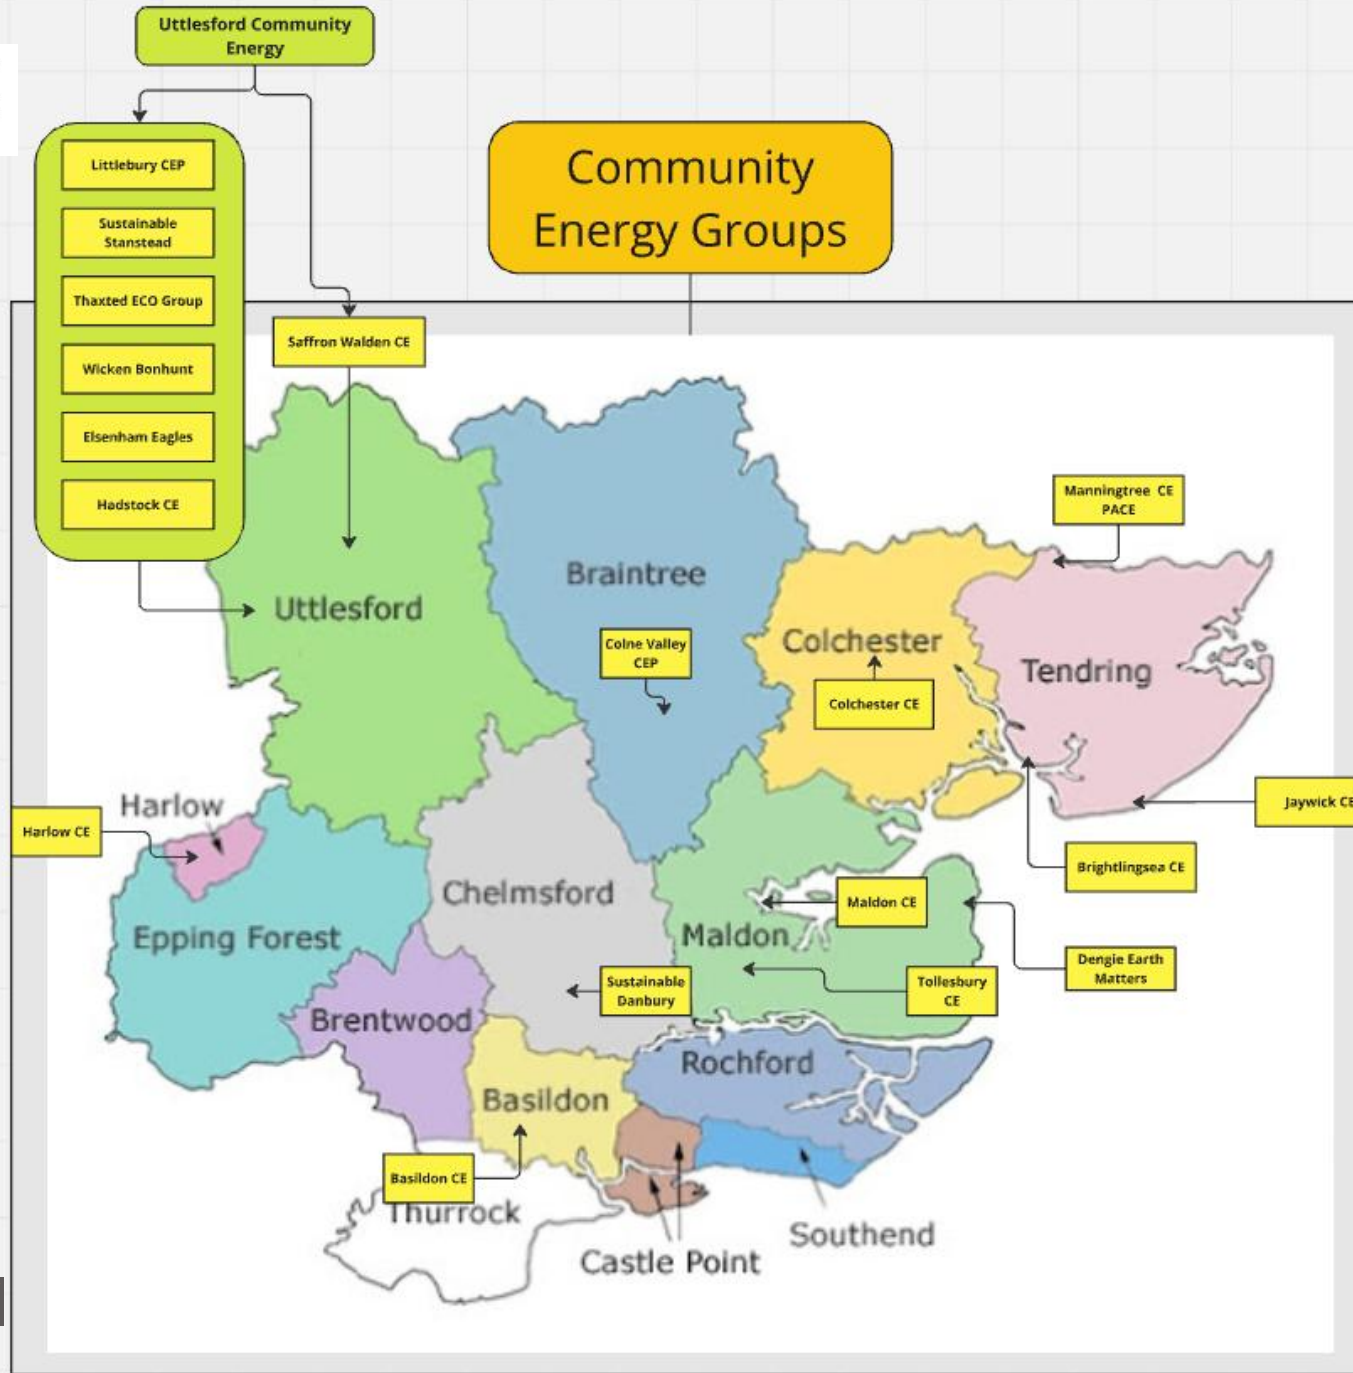 Uttlesford Community
Energy
Littlebury CEP
Sustainable
Stanstead
Thaxted ECO Group
Wicken Bonhunt
Elsenham Eagles
Hadstock CE
Community
Energy Groups
Saffron Walden CE
Manningtree CE
PACE
Braintree
Uttlesford
Colne Valley
CEP
Colchester
Colchester CE
Tendring
Harlow
Harlow CE
Jaywick CE
Brightlingsea CE
Chelmsford
Maldon CE
Epping Forest
Maldon
Dengie Earth
Matters
Sustainable
Danbury
Tollesbury
CE
Brentwood
Rochford
Basildon
Basildon CE
Thurrock
Southend
Castle Point